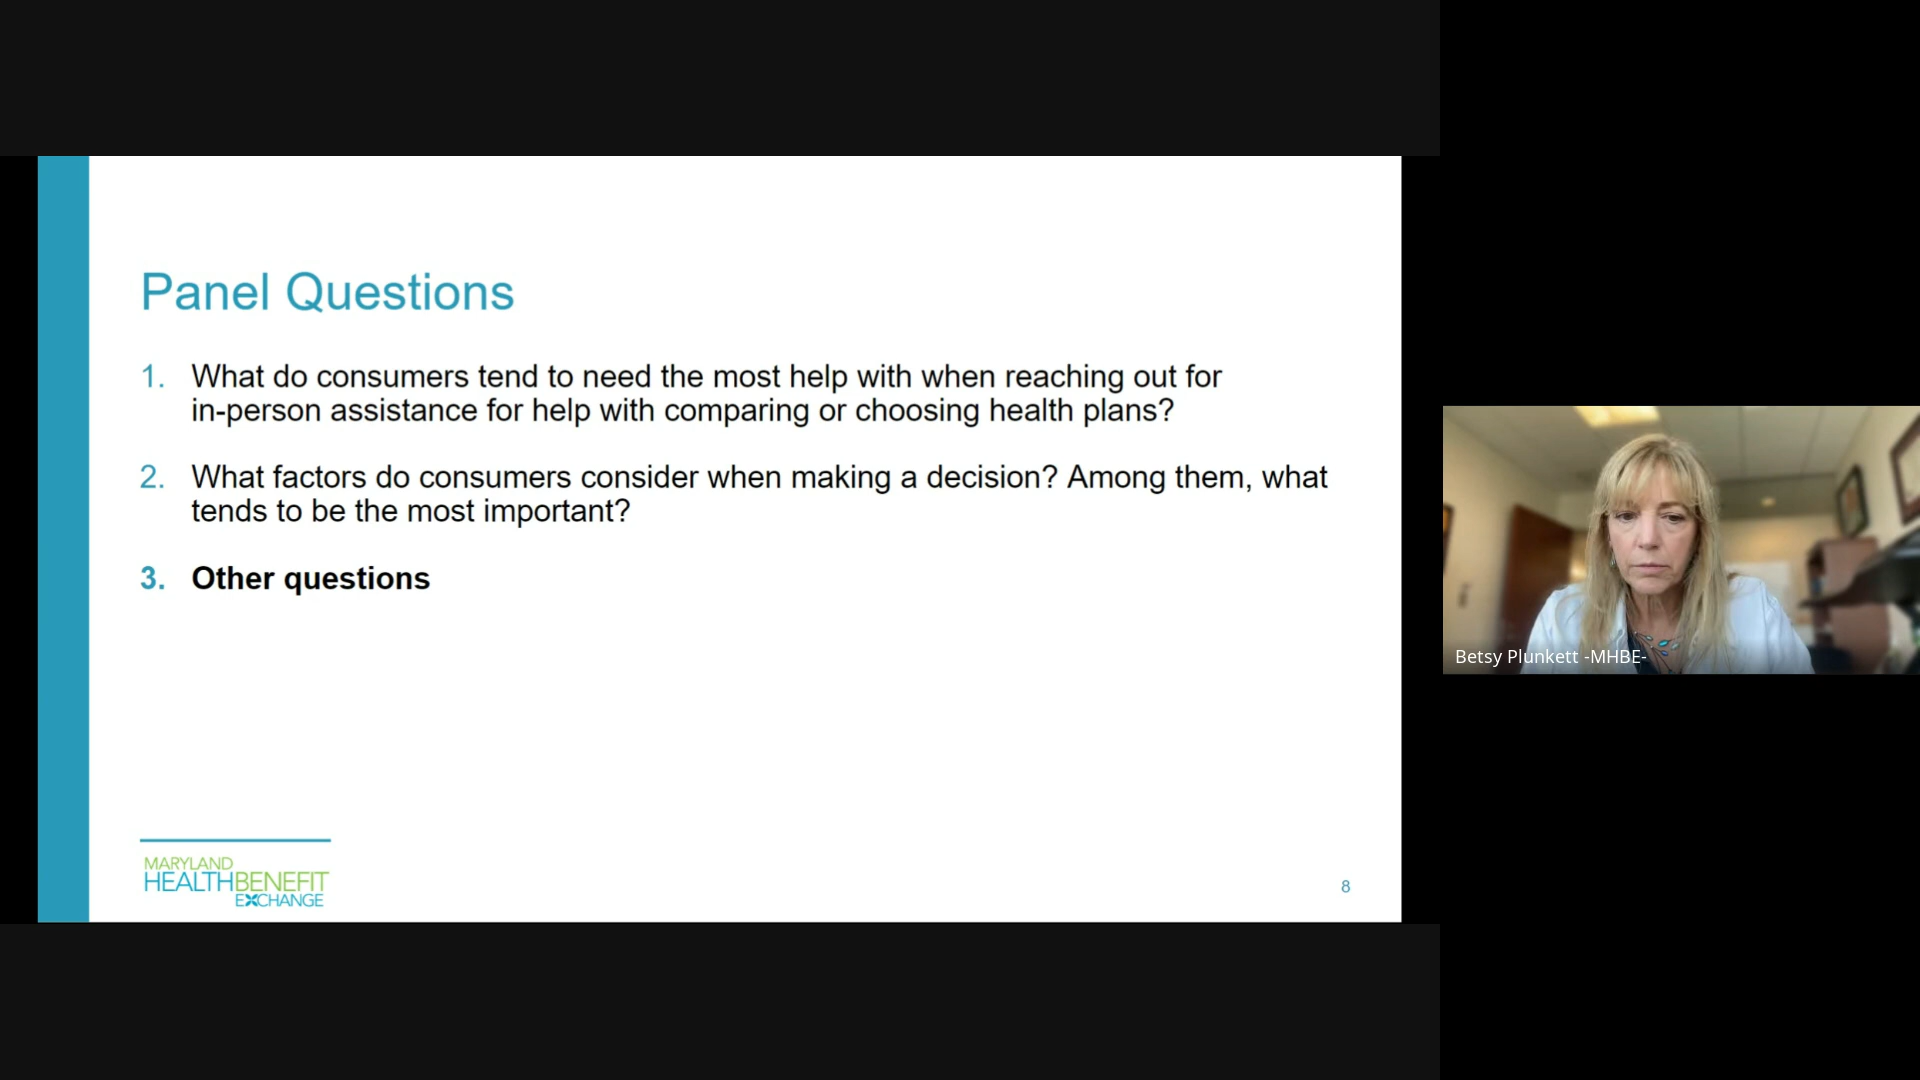 Panel Questions
1. What do consumers tend to need the most help with when reaching out for
in-person assistance for help with comparing or choosing health plans?
2. What factors do consumers consider when making a decision? Among them, what
tends to be the most important?
3. Other questions
MARYLAND
HEALTHBENEFIT
EXCHANGE
8
Betsy Plunkett -MHBE-